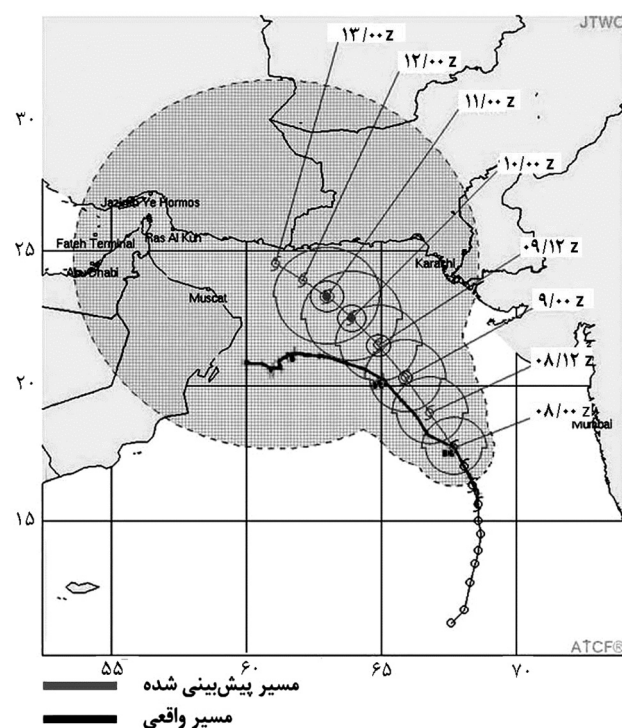 JTWC
۱۳/۰۰ z
۱۲/۰۰ z
۱۱/۰۰ z
۳۰
۱۰/۰۰ z
Jazireh Ye Hormos
Ras Al Kuh
Fateh Terminal
۰۹/۱۲ z
۲۵
Karachi
Abu Dhabi
Muscat
۹/۰۰ z
۰۸/۱۲ z
۲۰
۰۸/۰۰ z
Mumbai
۱۵
ATCF®
۵۵ ۶۰ ۶۵ ۷۰
مسیر پیش‌بینی شده
مسیر واقعی